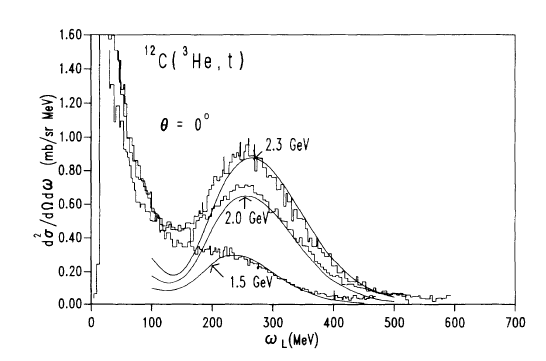 1.60
1.40
1.20
1.00
0.80
0.60
0.40
0.20
0.00
d²σ/dΩdω (mb/sr MeV)
¹²C(³He,t)
θ = 0°
2.3 GeV
2.0 GeV
1.5 GeV
0 100 200 300 400 500 600 700
ω_L(MeV)